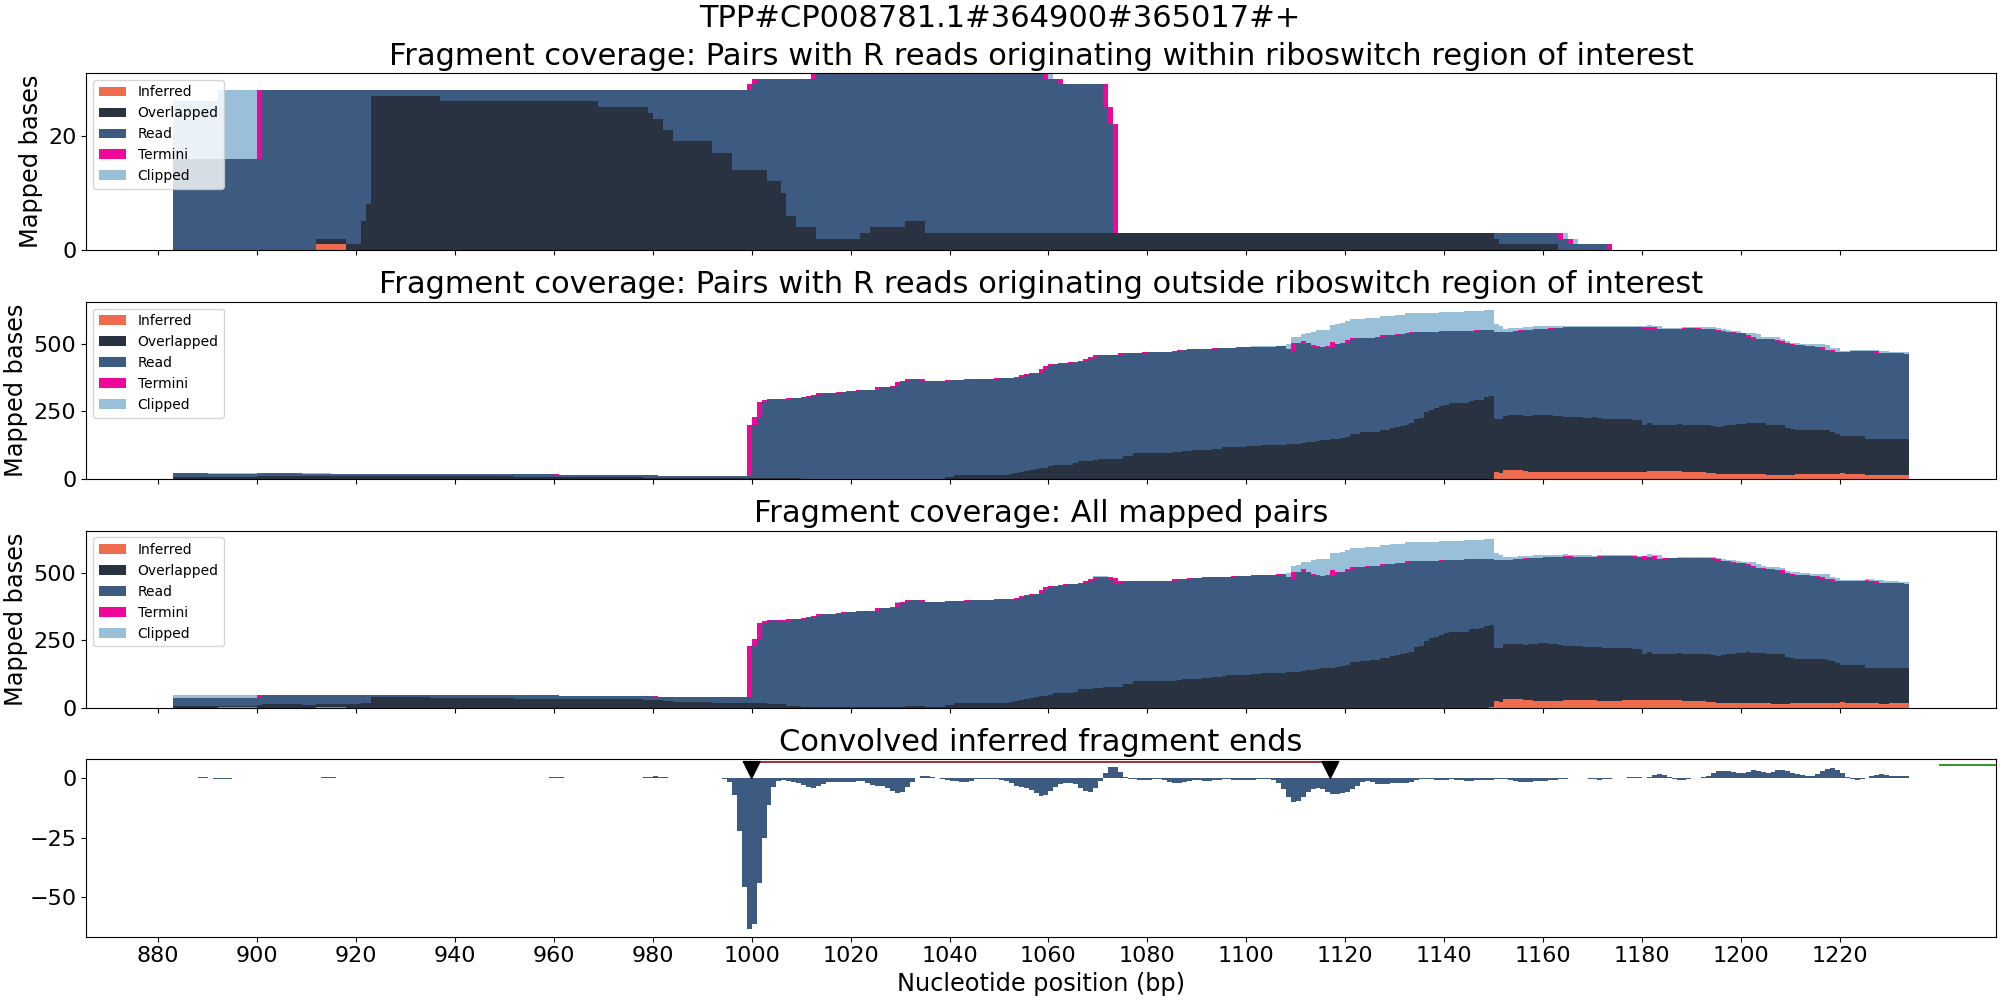 TPP#CP008781.1#364900#365017#+
Fragment coverage: Pairs with R reads originating within riboswitch region of interest
Mapped bases
20
0
Inferred
Overlapped
Read
Termini
Clipped
Fragment coverage: Pairs with R reads originating outside riboswitch region of interest
Mapped bases
500
250
0
Inferred
Overlapped
Read
Termini
Clipped
Fragment coverage: All mapped pairs
Mapped bases
500
250
0
Inferred
Overlapped
Read
Termini
Clipped
Convolved inferred fragment ends
0
−25
−50
880 900 920 940 960 980 1000 1020 1040 1060 1080 1100 1120 1140 1160 1180 1200 1220
Nucleotide position (bp)